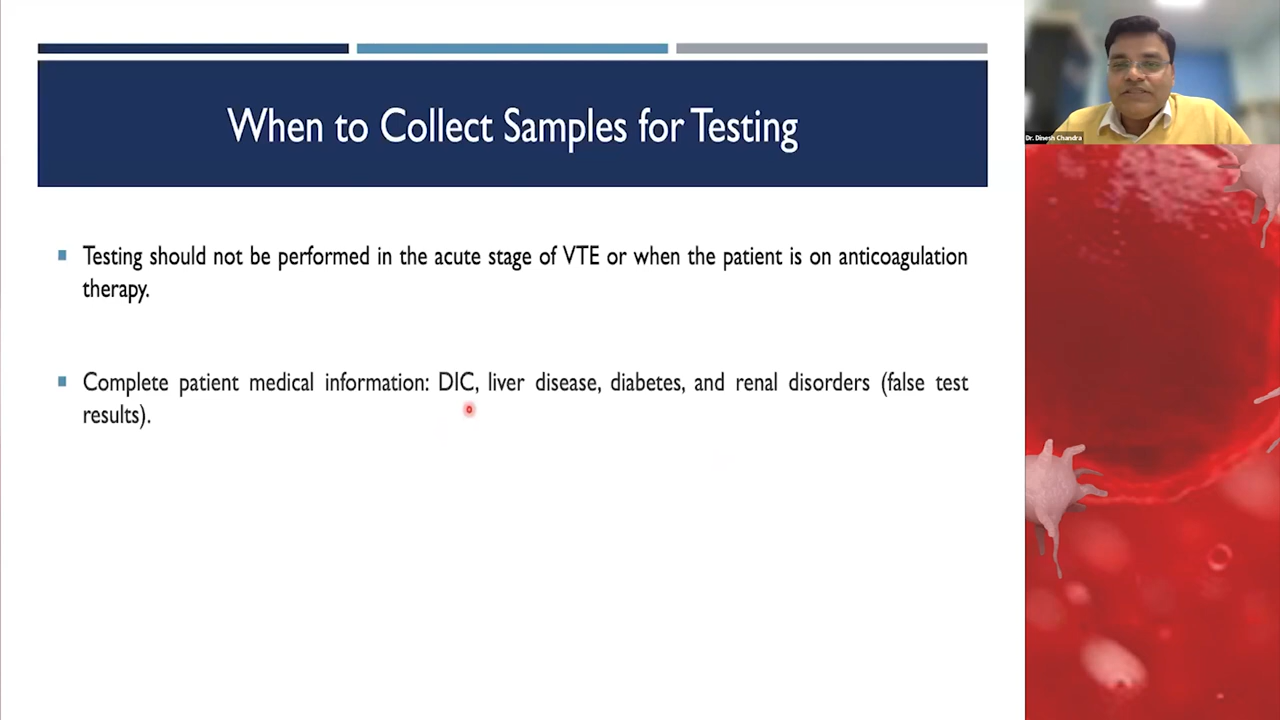 When to Collect Samples for Testing
Dr. Dinesh Chandra
Testing should not be performed in the acute stage of VTE or when the patient is on anticoagulation
therapy.
Complete patient medical information: DIC, liver disease, diabetes, and renal disorders (false test
results).